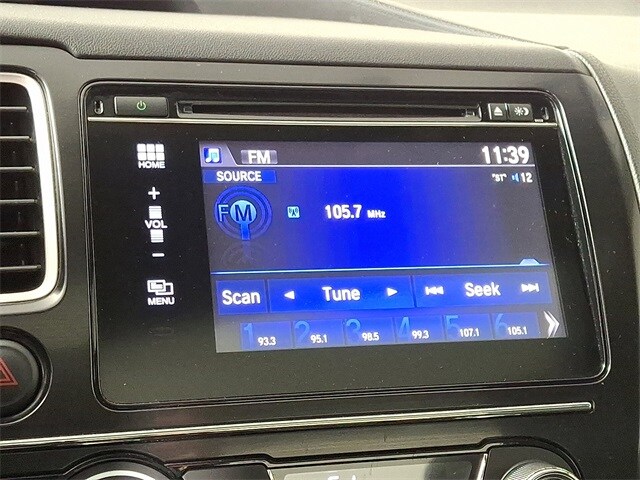 HOME
+
VOL
−
MENU
FM 11:39
SOURCE "ST" 12
FM 105.7 MHz
Scan Tune Seek
1 93.3 2 95.1 3 98.5 4 99.3 5 107.1 6 105.1